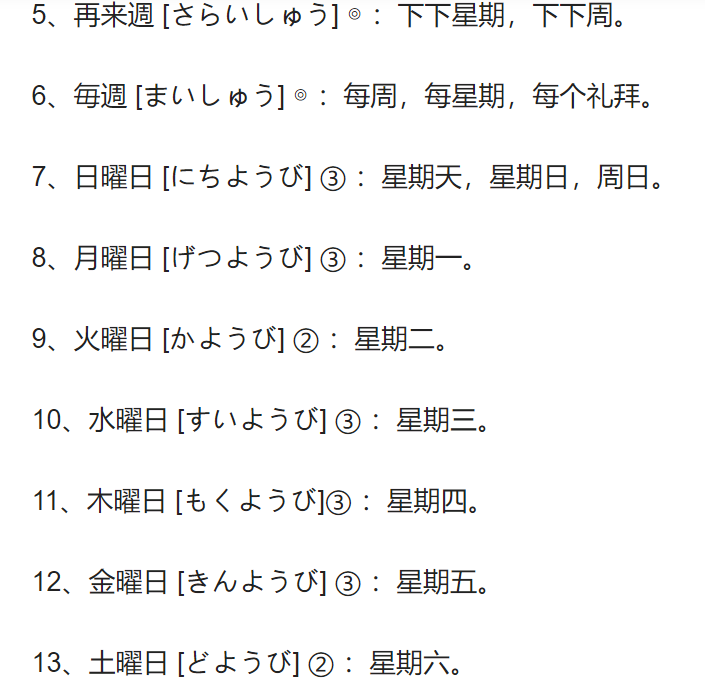 5、再来週 [さらいしゅう] ◎ ： 下下星期，下下周。
6、毎週 [まいしゅう] ◎ ： 每周，每星期，每个礼拜。
7、日曜日 [にちようび] ③ ： 星期天，星期日，周日。
8、月曜日 [げつようび] ③ ： 星期一。
9、火曜日 [かようび] ② ： 星期二。
10、水曜日 [すいようび] ③ ： 星期三。
11、木曜日 [もくようび]③ ： 星期四。
12、金曜日 [きんようび] ③ ： 星期五。
13、土曜日 [どようび] ② ： 星期六。